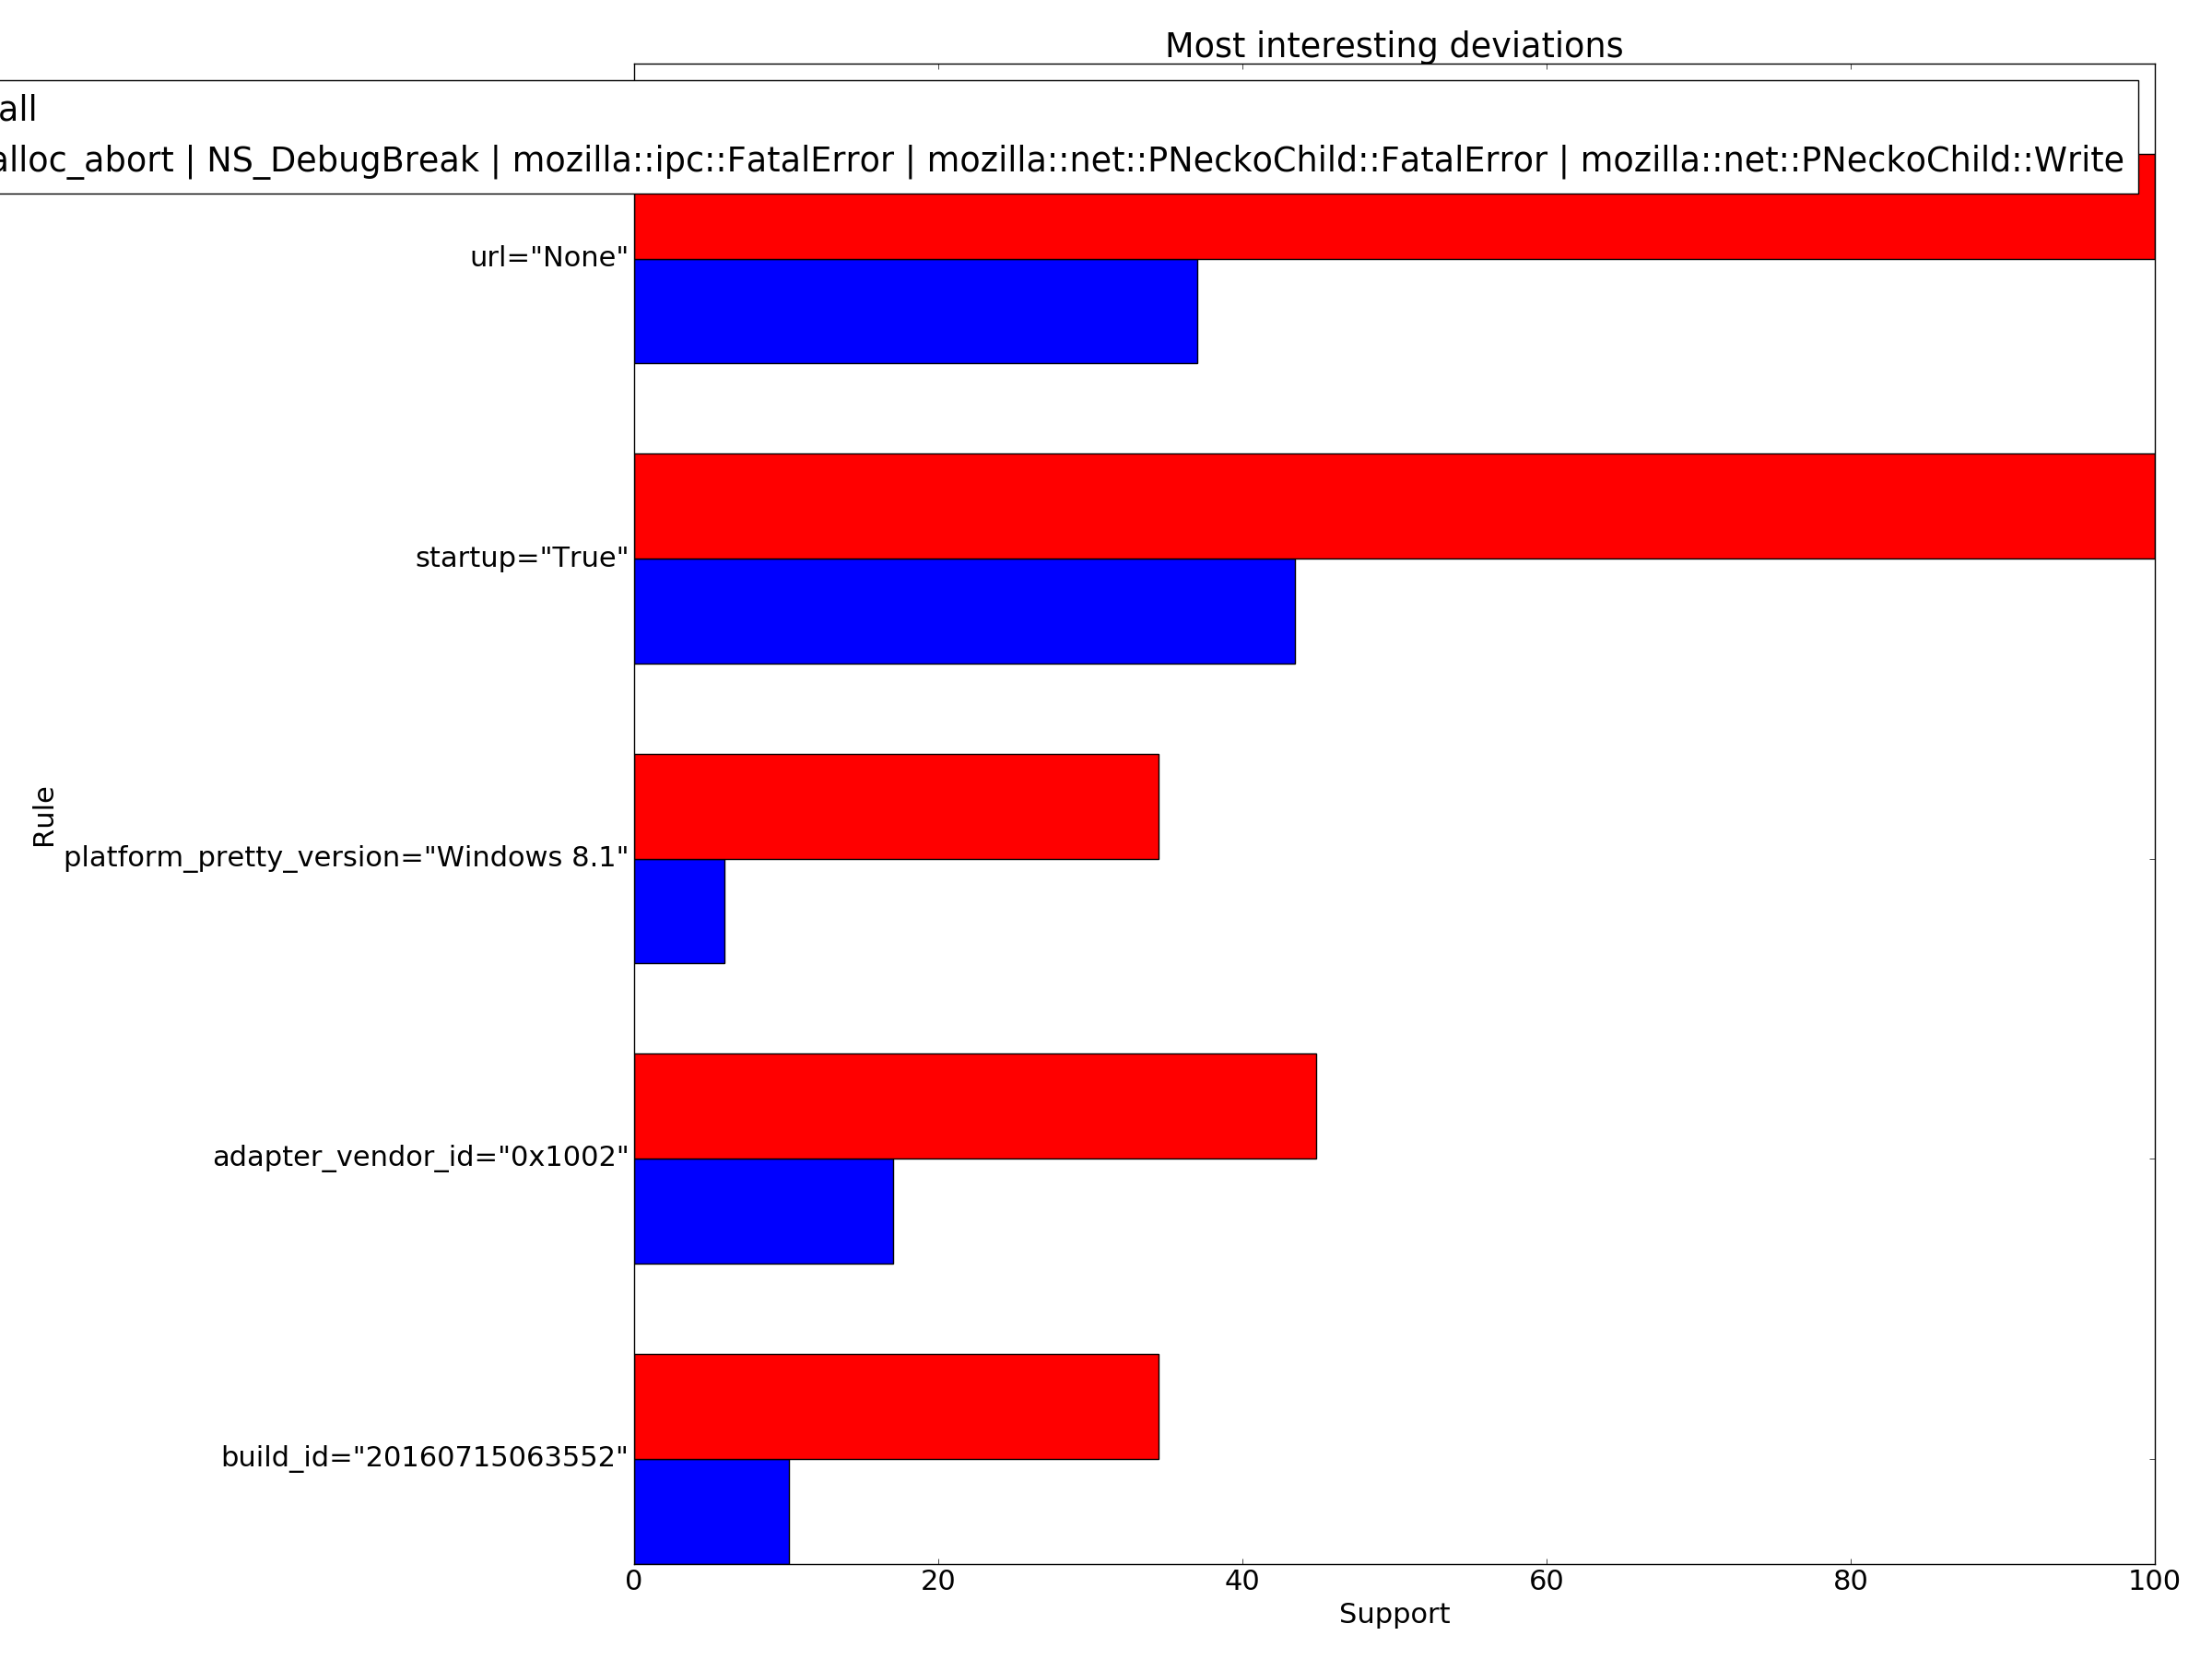 Most interesting deviations
all
alloc_abort | NS_DebugBreak | mozilla::ipc::FatalError | mozilla::net::PNeckoChild::FatalError | mozilla::net::PNeckoChild::Write
url="None"
startup="True"
Rule
platform_pretty_version="Windows 8.1"
adapter_vendor_id="0x1002"
build_id="20160715063552"
0 20 40 60 80 100
Support